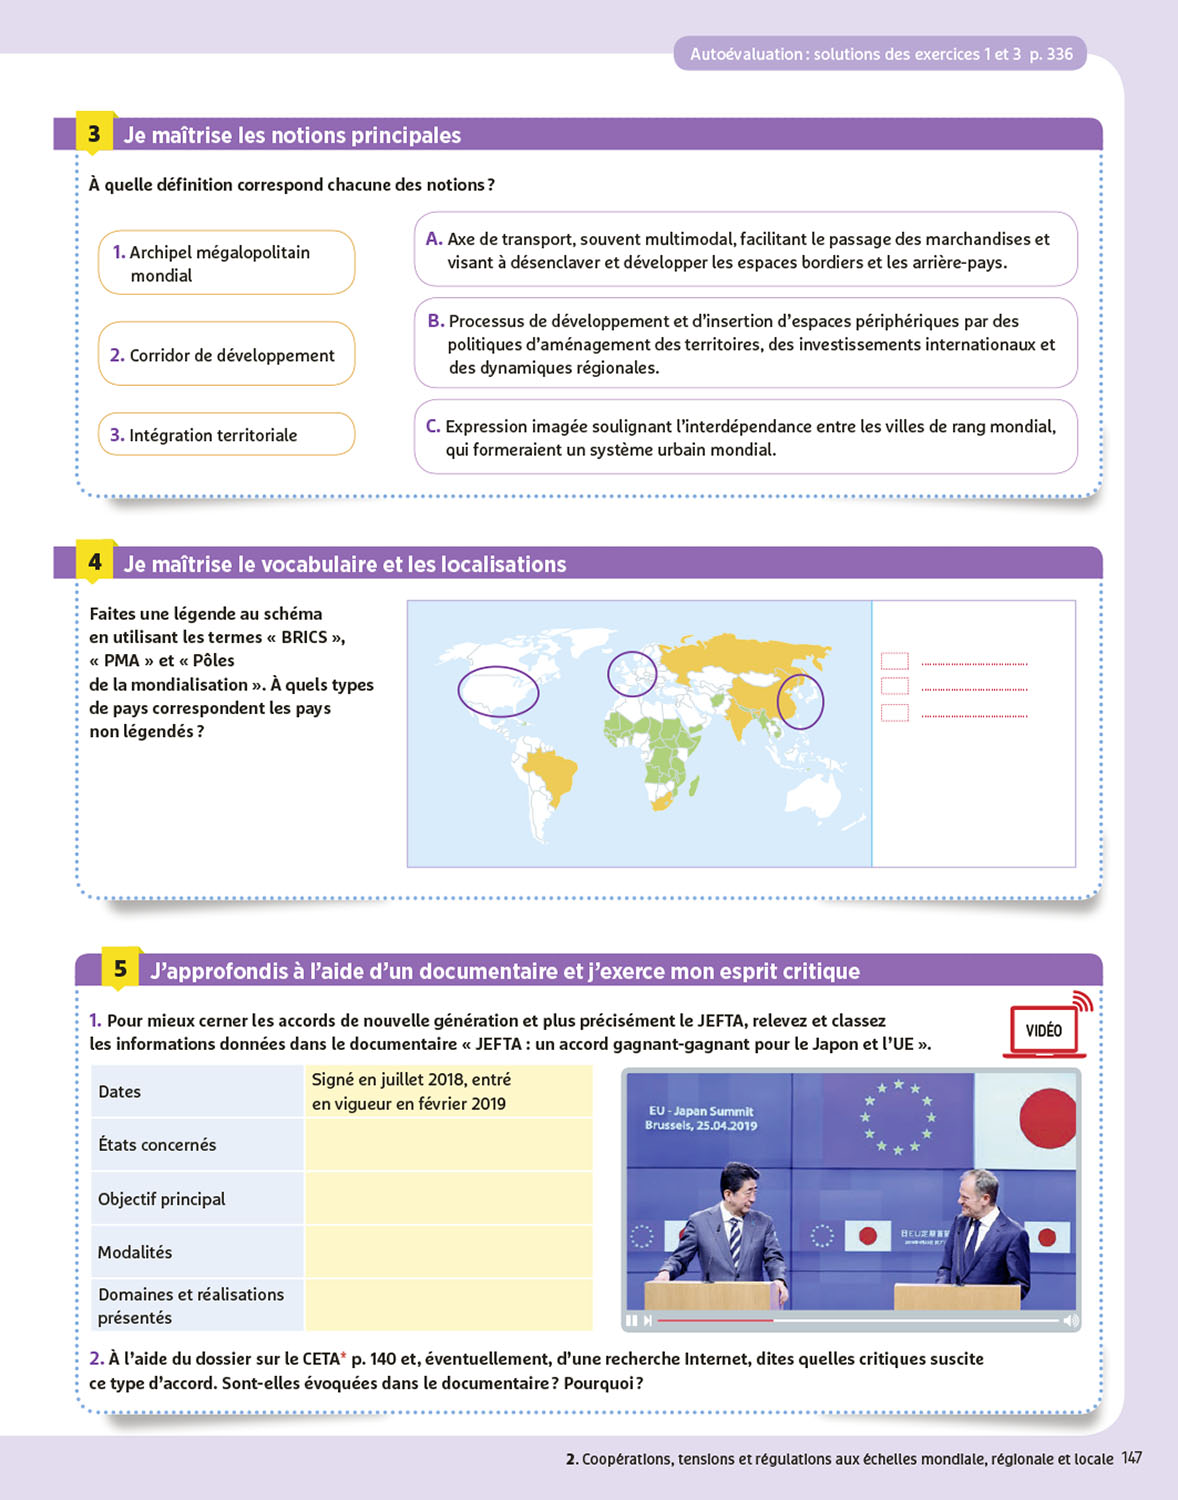 Autoévaluation : solutions des exercices 1 et 3 p. 336
3 Je maîtrise les notions principales
À quelle définition correspond chacune des notions ?
1. Archipel mégalopolitain
mondial
2. Corridor de développement
3. Intégration territoriale
A. Axe de transport, souvent multimodal, facilitant le passage des marchandises et
visant à désenclaver et développer les espaces bordiers et les arrière-pays.
B. Processus de développement et d'insertion d'espaces périphériques par des
politiques d'aménagement des territoires, des investissements internationaux et
des dynamiques régionales.
C. Expression imagée soulignant l'interdépendance entre les villes de rang mondial,
qui formeraient un système urbain mondial.
4 Je maîtrise le vocabulaire et les localisations
Faites une légende au schéma
en utilisant les termes « BRICS »,
« PMA » et « Pôles
de la mondialisation ». À quels types
de pays correspondent les pays
non légendés ?
5 J'approfondis à l'aide d'un documentaire et j'exerce mon esprit critique
1. Pour mieux cerner les accords de nouvelle génération et plus précisément le JEFTA, relevez et classez
les informations données dans le documentaire « JEFTA : un accord gagnant-gagnant pour le Japon et l'UE ».
VIDÉO
Dates
Signé en juillet 2018, entré
en vigueur en février 2019
États concernés
Objectif principal
Modalités
Domaines et réalisations
présentés
EU - Japan Summit
Brussels, 25.04.2019
2. À l'aide du dossier sur le CETA* p. 140 et, éventuellement, d'une recherche Internet, dites quelles critiques suscite
ce type d'accord. Sont-elles évoquées dans le documentaire ? Pourquoi ?
2. Coopérations, tensions et régulations aux échelles mondiale, régionale et locale 147